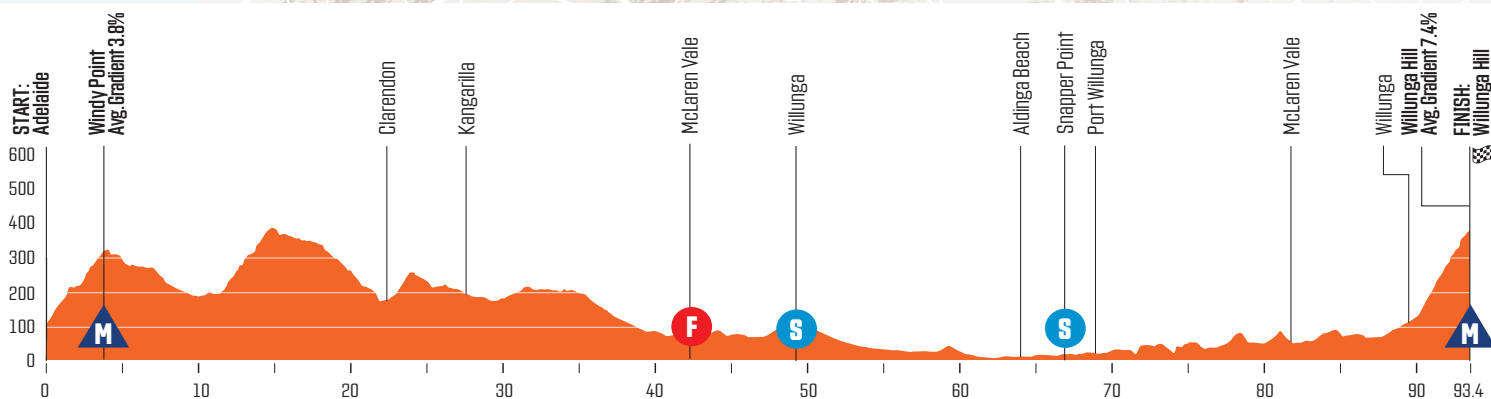 START:
Adelaide
Windy Point
Avg. Gradient 3.8%
Clarendon
Kangarilla
McLaren Vale
Willunga
Aldinga Beach
Snapper Point
Port Willunga
McLaren Vale
Willunga
Willunga Hill
Avg. Gradient 7.4%
FINISH:
Willunga Hill
600
500
400
300
200
100
0
M
F
S
S
M
0 10 20 30 40 50 60 70 80 90 93.4